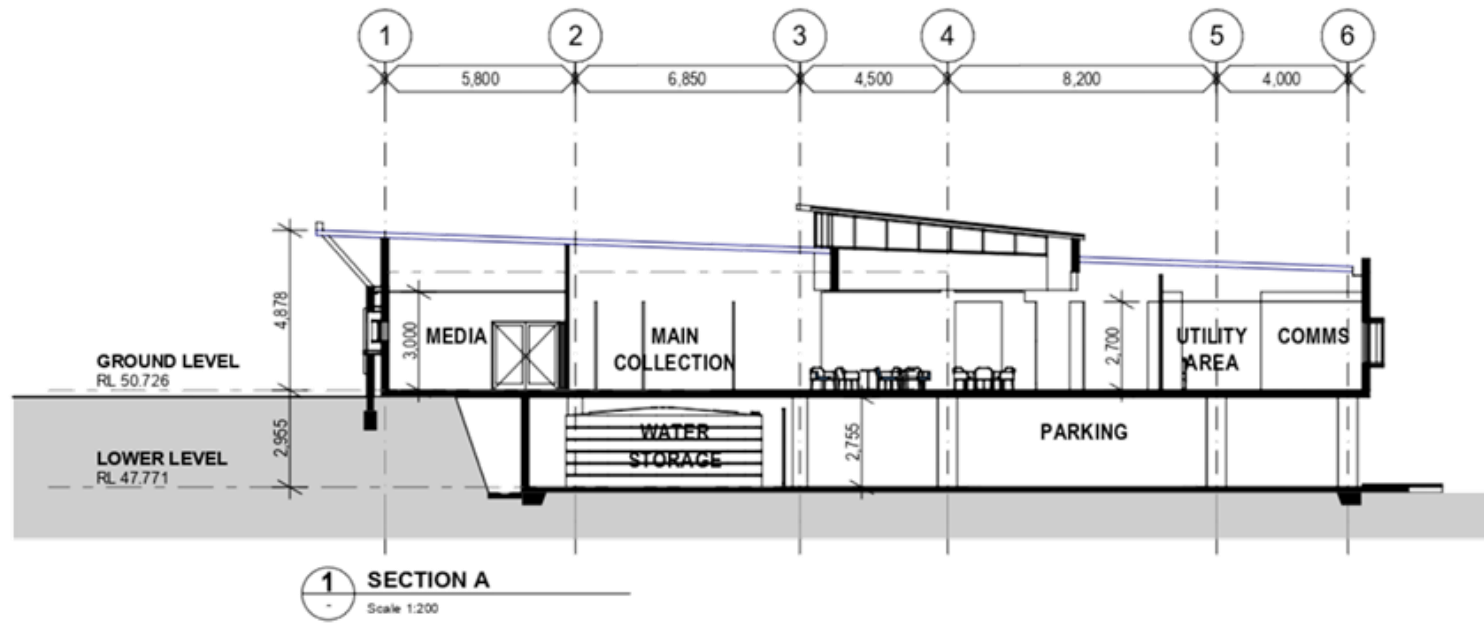 1 2 3 4 5 6
5,800 6,850 4,500 8,200 4,000
4,878
3,000
MEDIA
MAIN
COLLECTION
2,700
UTILITY
AREA
COMMS
GROUND LEVEL
RL 50.726
2,955
WATER
STORAGE
2,755
PARKING
LOWER LEVEL
RL 47.771
1
-
SECTION A
Scale 1:200